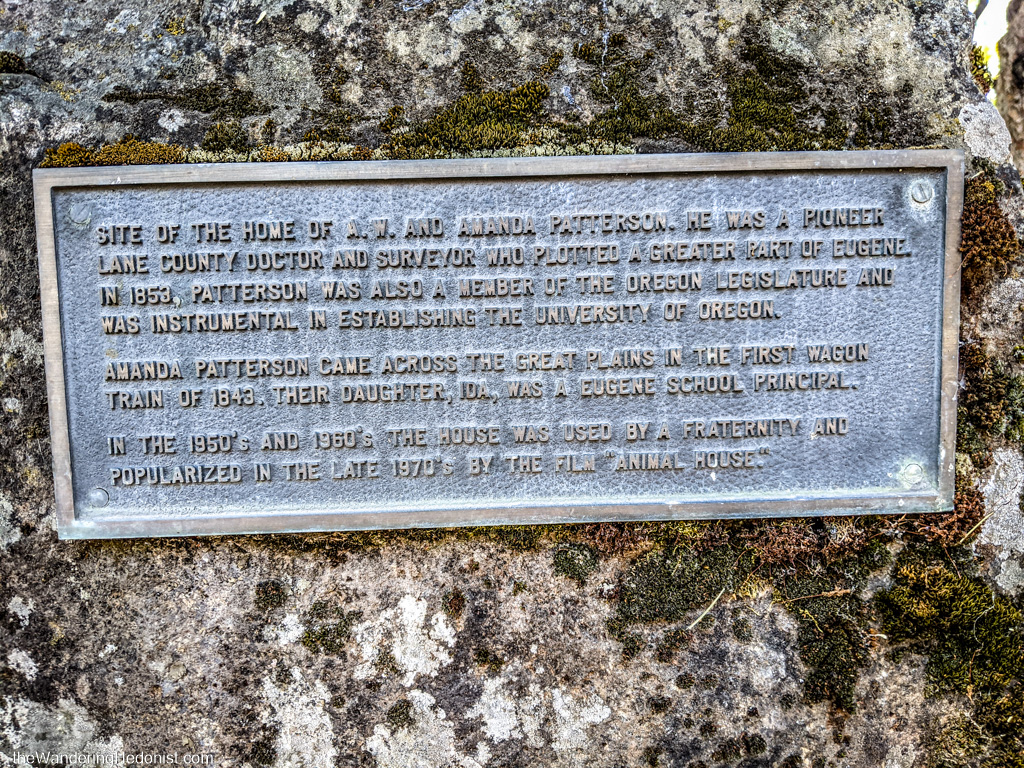 SITE OF THE HOME OF A. W. AND AMANDA PATTERSON. HE WAS A PIONEER
LANE COUNTY DOCTOR AND SURVEYOR WHO PLOTTED A GREATER PART OF EUGENE.
IN 1853, PATTERSON WAS ALSO A MEMBER OF THE OREGON LEGISLATURE AND
WAS INSTRUMENTAL IN ESTABLISHING THE UNIVERSITY OF OREGON.
AMANDA PATTERSON CAME ACROSS THE GREAT PLAINS IN THE FIRST WAGON
TRAIN OF 1843. THEIR DAUGHTER, IDA, WAS A EUGENE SCHOOL PRINCIPAL.
IN THE 1950's AND 1960's THE HOUSE WAS USED BY A FRATERNITY AND
POPULARIZED IN THE LATE 1970's BY THE FILM "ANIMAL HOUSE."
theWanderingHedonist.com